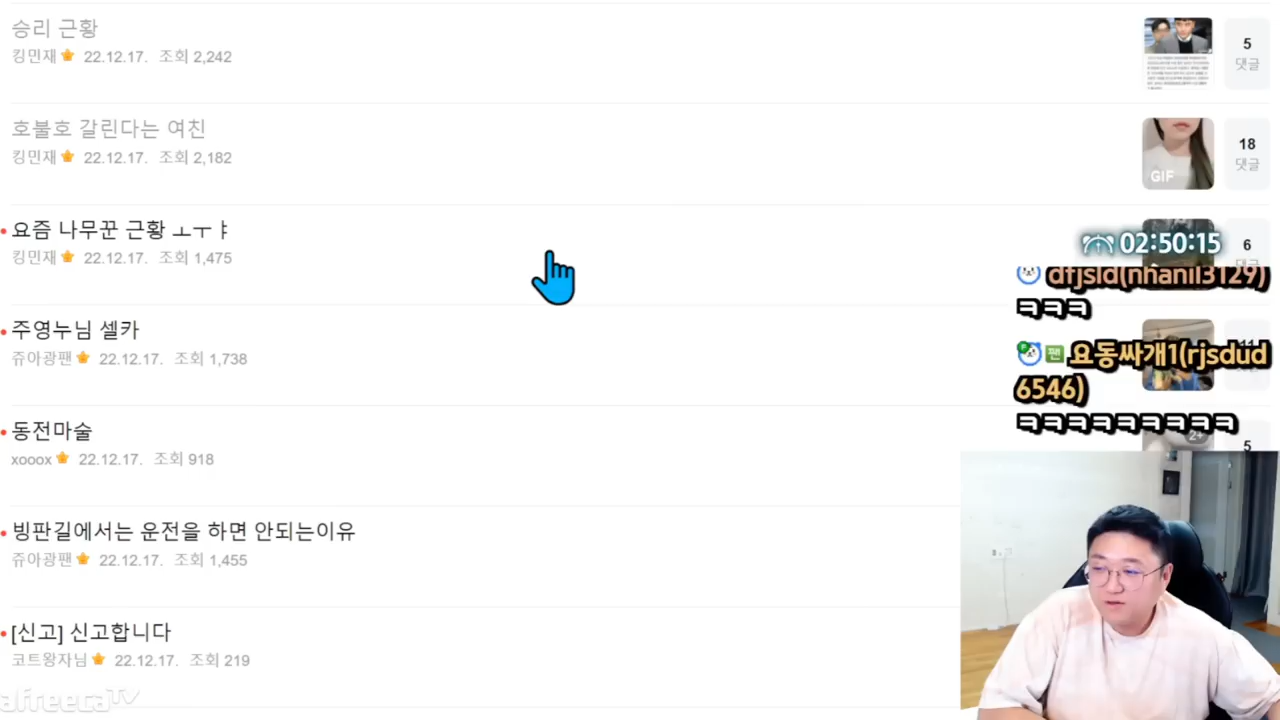 승리 근황
킹민재 22.12.17. 조회 2,242
5
댓글
호불호 갈린다는 여친
킹민재 22.12.17. 조회 2,182
GIF
18
댓글
요즘 나무꾼 근황 ㅗㅜㅑ
킹민재 22.12.17. 조회 1,475
02:50:15
6
댓글
dfjsld(nhanil3129)
ㅋㅋㅋ
주영누님 셀카
쥬아광팬 22.12.17. 조회 1,738
팬 요동싸개1(rjsdud
6546)
ㅋㅋㅋㅋㅋㅋㅋㅋㅋ
동전마술
xooox 22.12.17. 조회 918
2+
5
빙판길에서는 운전을 하면 안되는이유
쥬아광팬 22.12.17. 조회 1,455
[신고] 신고합니다
코트왕자님 22.12.17. 조회 219
afreecaTV